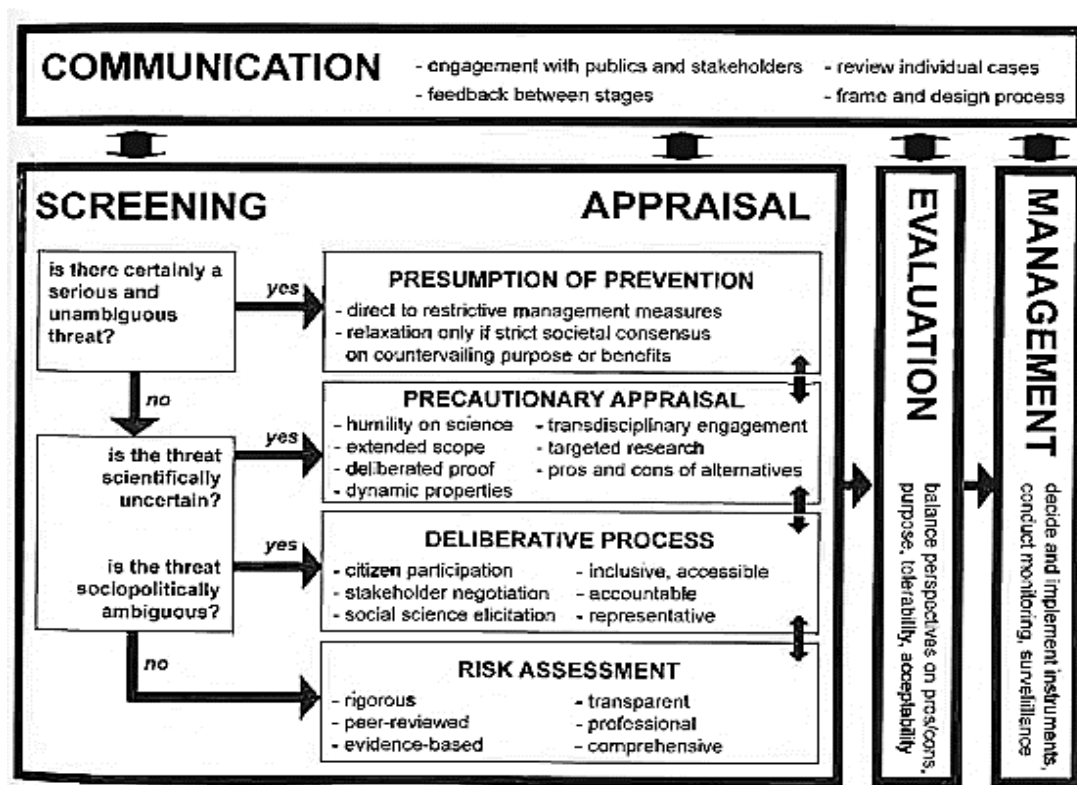 COMMUNICATION
- engagement with publics and stakeholders
- feedback between stages
- review individual cases
- frame and design process
SCREENING
APPRAISAL
is there certainly a
serious and
unambiguous
threat?
yes
PRESUMPTION OF PREVENTION
- direct to restrictive management measures
- relaxation only if strict societal consensus
on countervailing purpose or benefits
no
is the threat
scientifically
uncertain?
yes
PRECAUTIONARY APPRAISAL
- humility on science
- extended scope
- deliberated proof
- dynamic properties
- transdisciplinary engagement
- targeted research
- pros and cons of alternatives
is the threat
sociopolitically
ambiguous?
yes
DELIBERATIVE PROCESS
- citizen participation
- stakeholder negotiation
- social science elicitation
- inclusive, accessible
- accountable
- representative
no
RISK ASSESSMENT
- rigorous
- peer-reviewed
- evidence-based
- transparent
- professional
- comprehensive
EVALUATION
balance perspectives on pros/cons,
purpose, tolerability, acceptability
MANAGEMENT
decide and implement instruments,
conduct monitoring, surveillance